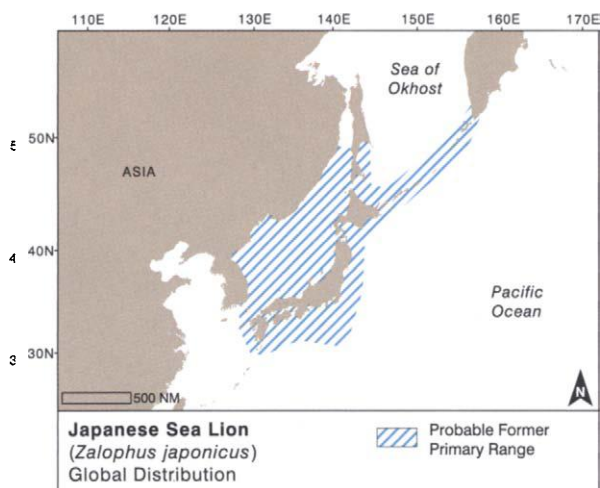 110E 120E 130E 140E 150E 160E 170E
Sea of
Okhost
50N
ASIA
4
40N
Pacific
Ocean
3
30N
500 NM
N
Japanese Sea Lion
(Zalophus japonicus)
Global Distribution
Probable Former
Primary Range